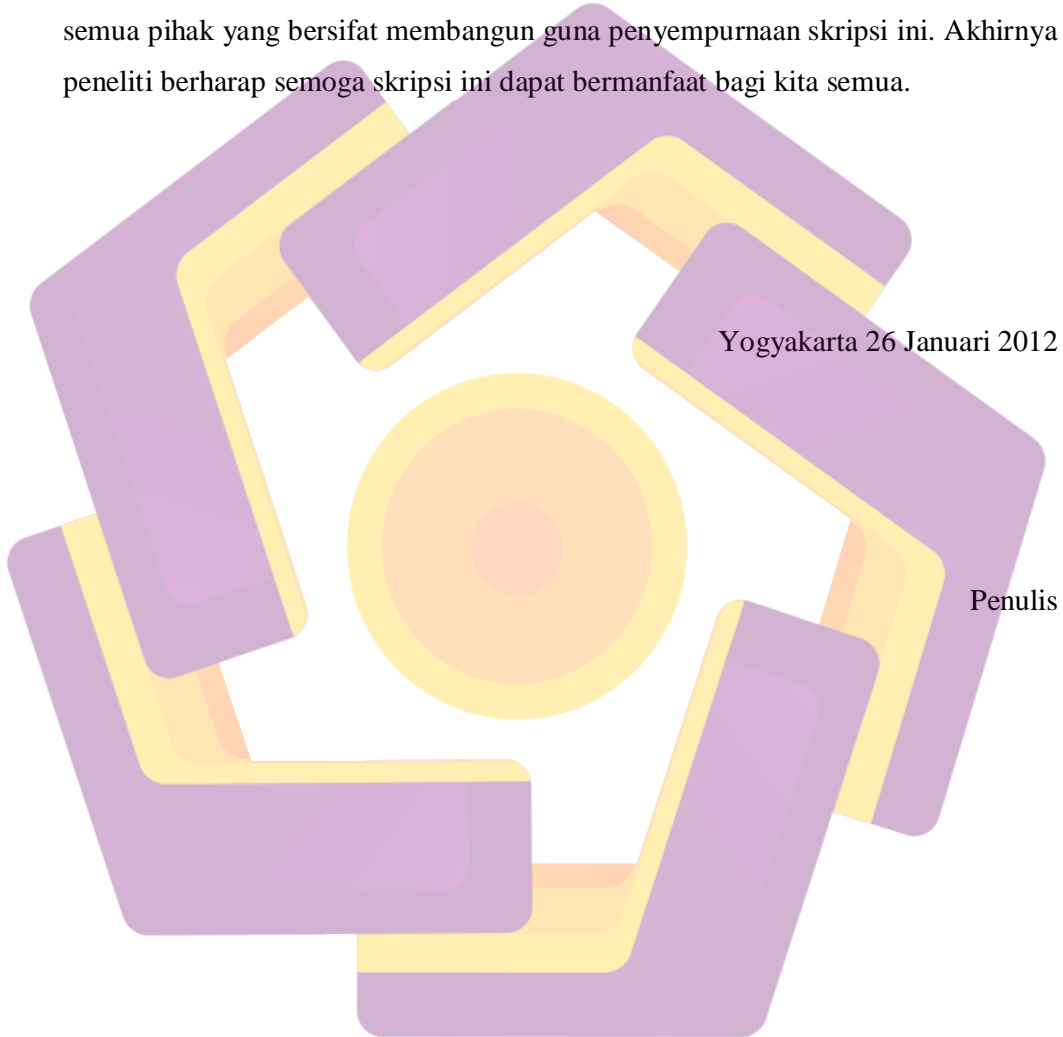 semua pihak yang bersifat membangun guna penyempurnaan skripsi ini. Akhirnya
peneliti berharap semoga skripsi ini dapat bermanfaat bagi kita semua.
Yogyakarta 26 Januari 2012
Penulis